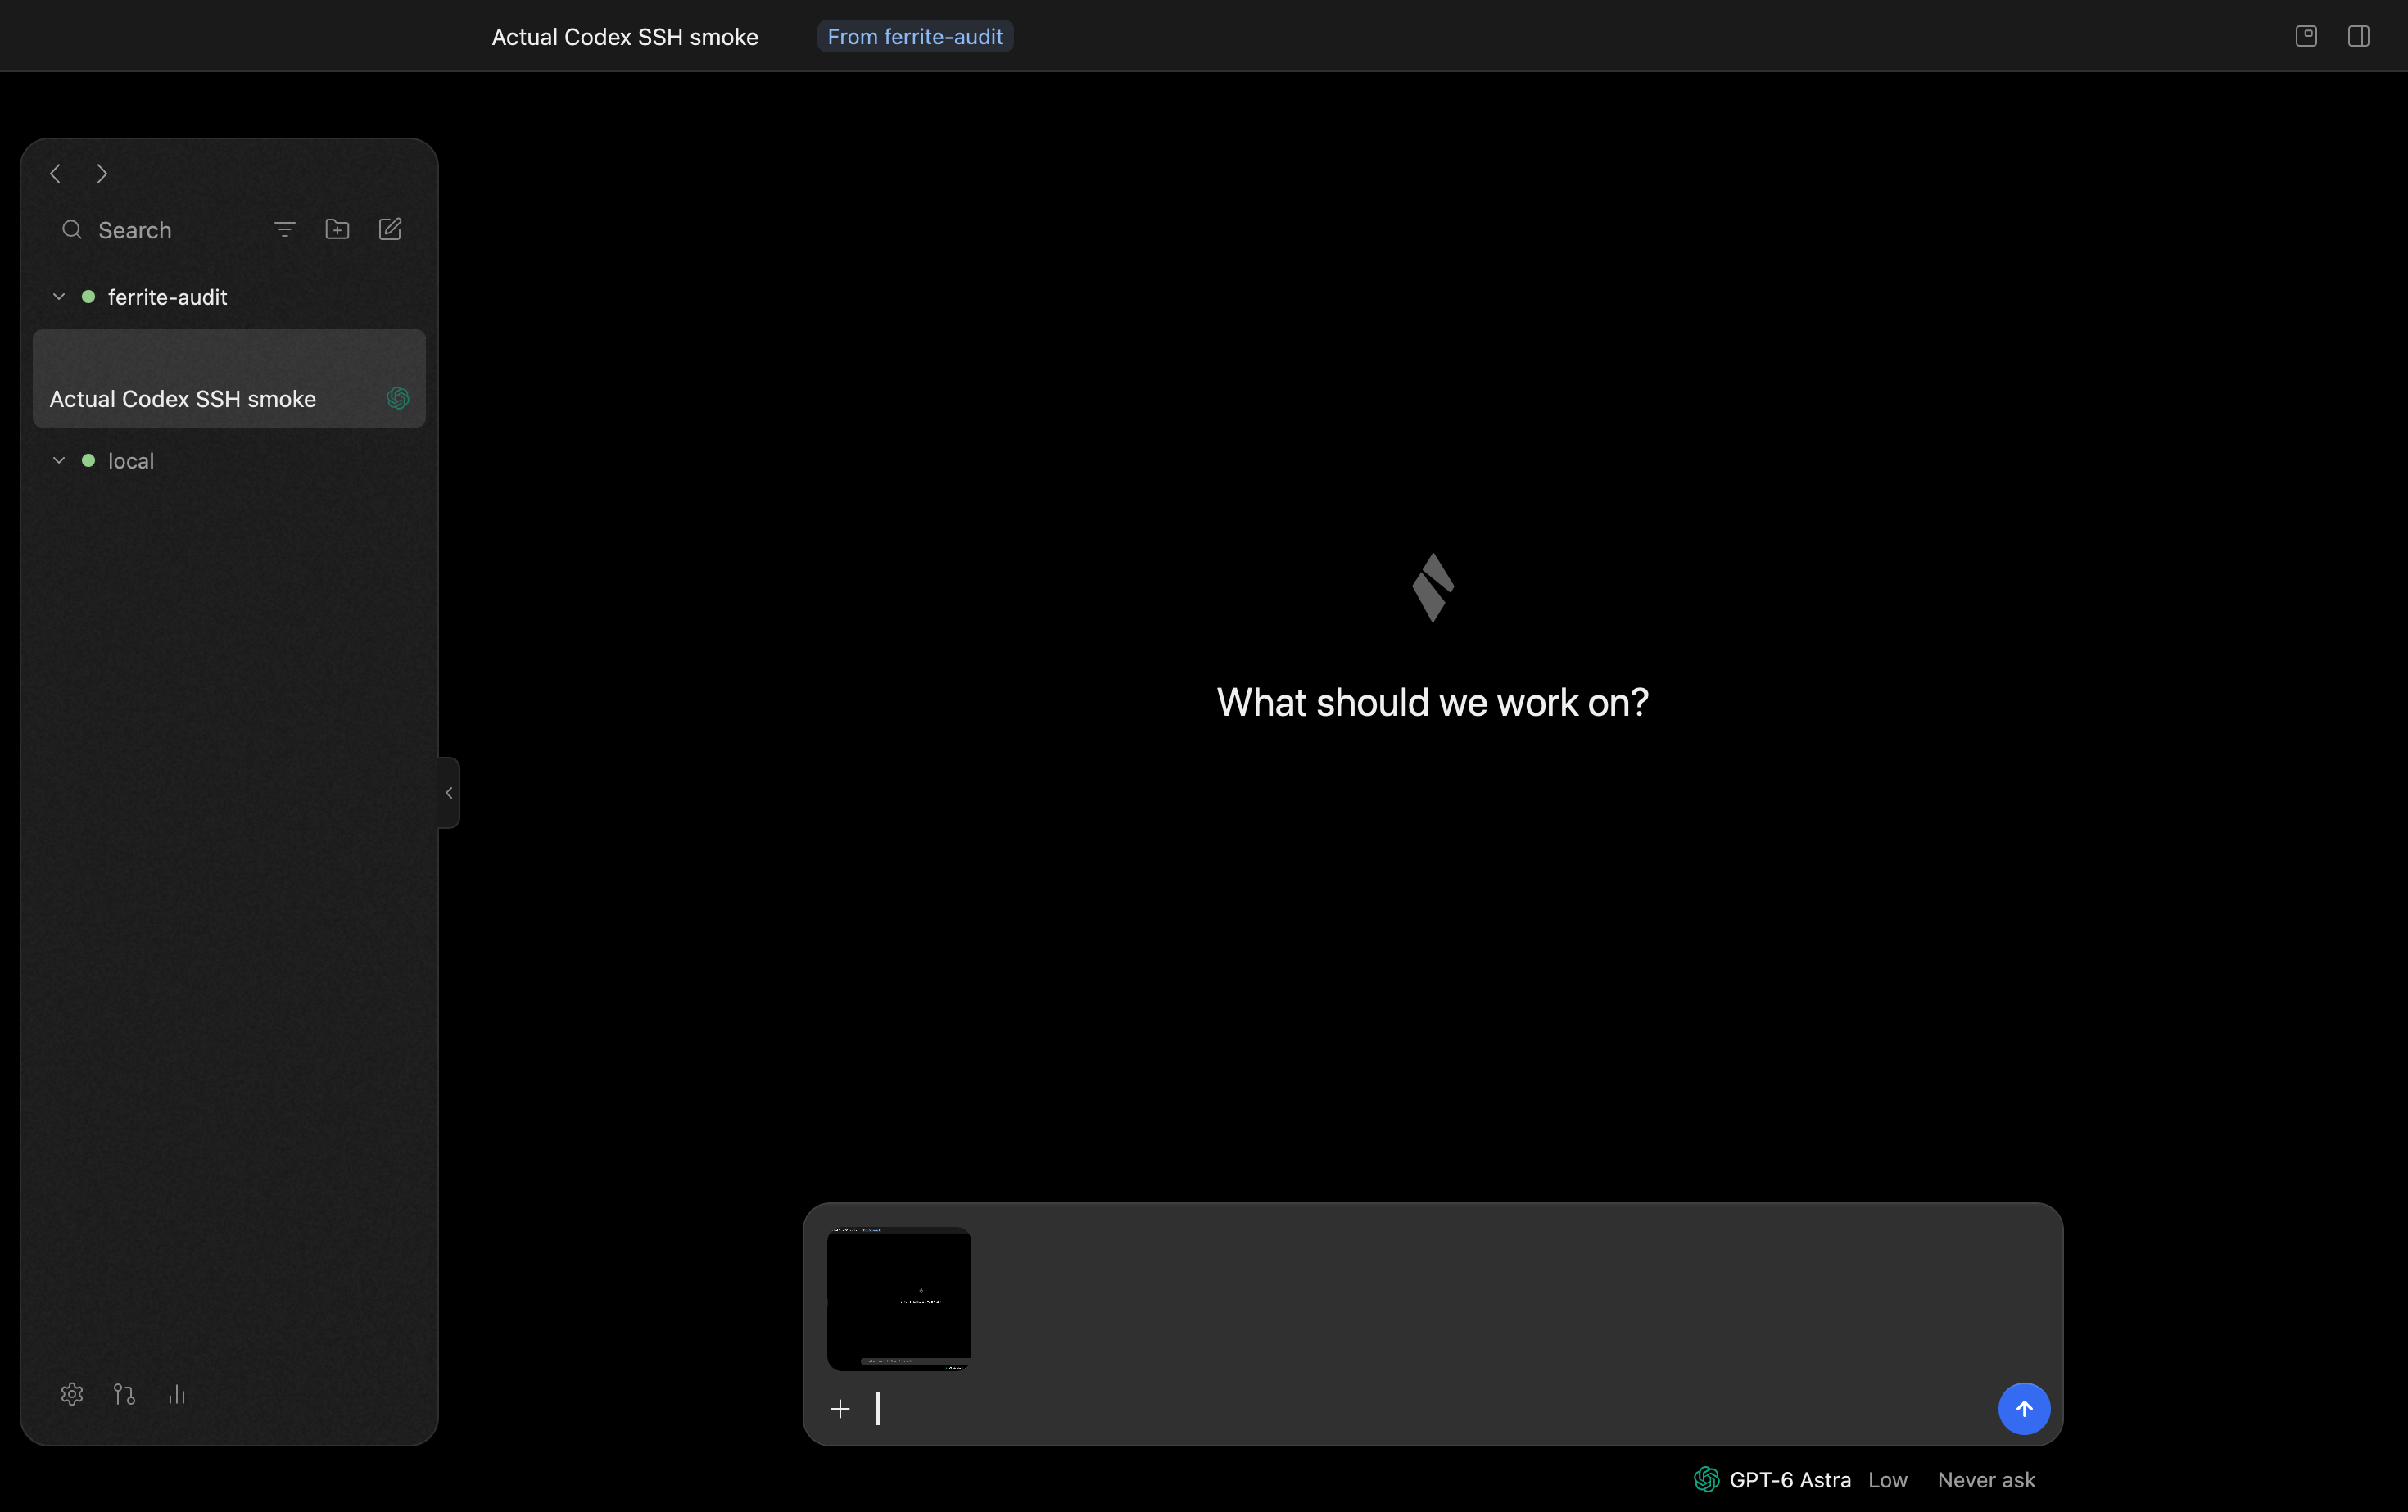 Actual Codex SSH smoke From ferrite-audit
Search
ferrite-audit
Actual Codex SSH smoke
local
What should we work on?
GPT-6 Astra Low Never ask